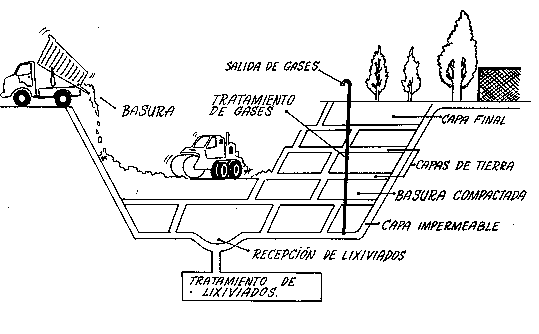 SALIDA DE GASES
BASURA
TRATAMIENTO
DE GASES
CAPA FINAL
CAPAS DE TIERRA
BASURA COMPACTADA
CAPA IMPERMEABLE
RECEPCIÓN DE LIXIVIADOS
TRATAMIENTO DE
LIXIVIADOS.